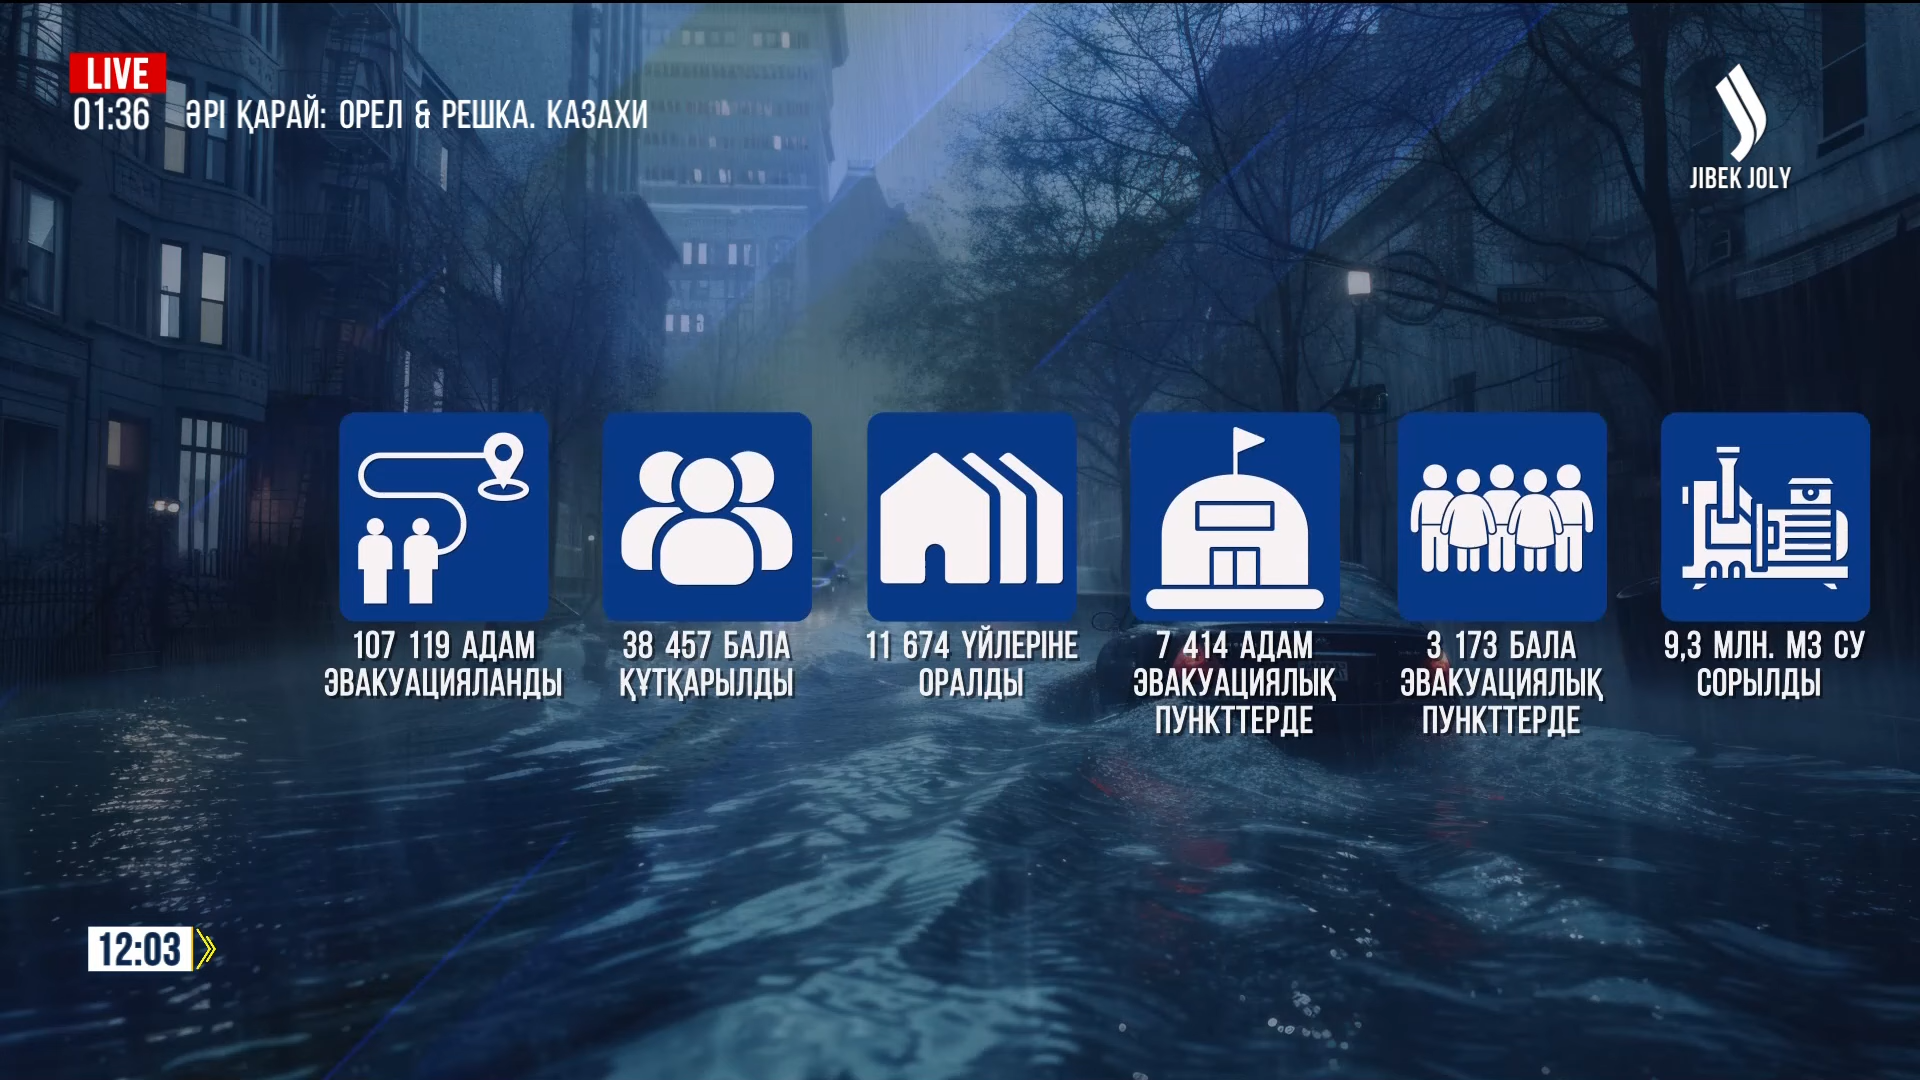 LIVE
01:36 ӘРІ ҚАРАЙ: ОРЕЛ & РЕШКА. КАЗАХИ
JIBEK JOLY
107 119 АДАМ
ЭВАКУАЦИЯЛАНДЫ
38 457 БАЛА
ҚҰТҚАРЫЛДЫ
11 674 ҮЙЛЕРІНЕ
ОРАЛДЫ
7 414 АДАМ
ЭВАКУАЦИЯЛЫҚ
ПУНКТТЕРДЕ
3 173 БАЛА
ЭВАКУАЦИЯЛЫҚ
ПУНКТТЕРДЕ
9,3 МЛН. М3 СУ
СОРЫЛДЫ
12:03